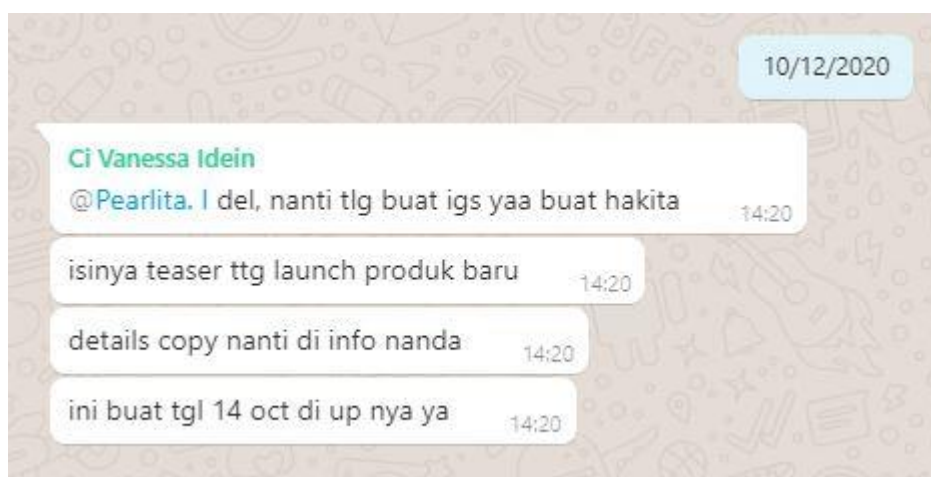 10/12/2020
Ci Vanessa Idein
@Pearlita. I del, nanti tlg buat igs yaa buat hakita
14:20
isinya teaser ttg launch produk baru
14:20
details copy nanti di info nanda
14:20
ini buat tgl 14 oct di up nya ya
14:20